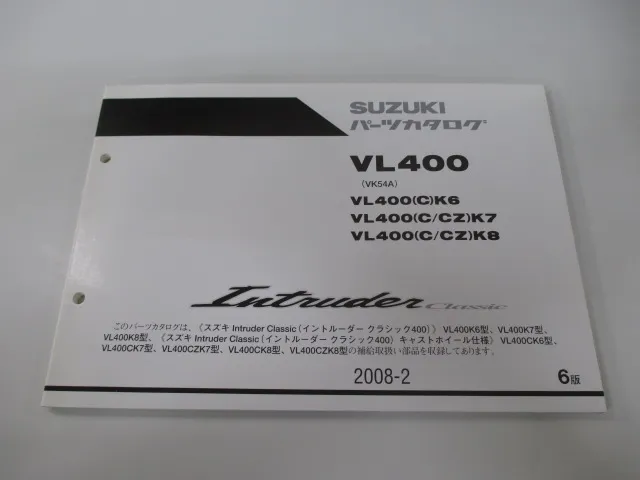 SUZUKI
パーツカタログ
VL400
(VK54A)
VL400(C)K6
VL400(C/CZ)K7
VL400(C/CZ)K8
Intruder Classic
このパーツカタログは、《スズキ Intruder Classic(イントルーダー クラシック400)》 VL400K6型、VL400K7型、
VL400K8型、《スズキ Intruder Classic(イントルーダー クラシック400) キャストホイール仕様》 VL400CK6型、
VL400CK7型、VL400CZK7型、VL400CK8型、VL400CZK8型の補給取扱い部品を収録してあります。
2008-2
6版